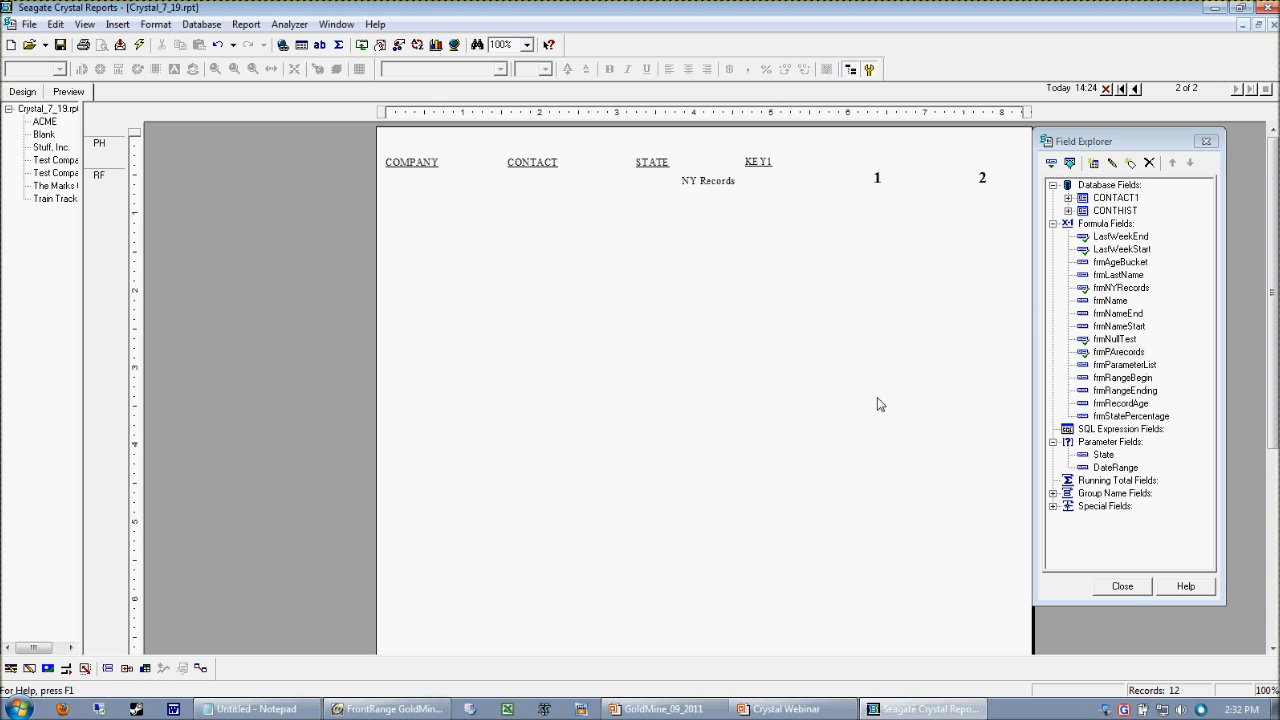 Seagate Crystal Reports - (Crystal_7_19.rpt)
File Edit View Insert Format Database Report Analyzer Window Help
100%
Design Preview
Today 14.24
2 of 2
Crystal_7_19.rpt
ACME
Blank
Stuff, Inc.
Test Compa
Test Compa
The Marks
Train Track
PH
RF
COMPANY CONTACT STATE KEY1
NY Records 1 2
Field Explorer
Database Fields:
CONTACT1
CONTHIST
Formula Fields:
LastWeekEnd
LastWeekStart
frmAgeBucket
frmLastName
frmNYRecords
frmName
frmNameEnd
frmNameStart
frmNullTest
frmPArecords
frmParameterList
frmRangeBegin
frmRangeEnding
frmRecordAge
frmStatePercentage
SQL Expression Fields:
Parameter Fields:
State
DateRange
Running Total Fields:
Group Name Fields:
Special Fields:
Close Help
For Help, press F1
Records: 12
100%
Untitled - Notepad
FrontRange GoldMin...
GoldMine_09_2011
Crystal Webinar
Seagate Crystal Repo...
2:32 PM